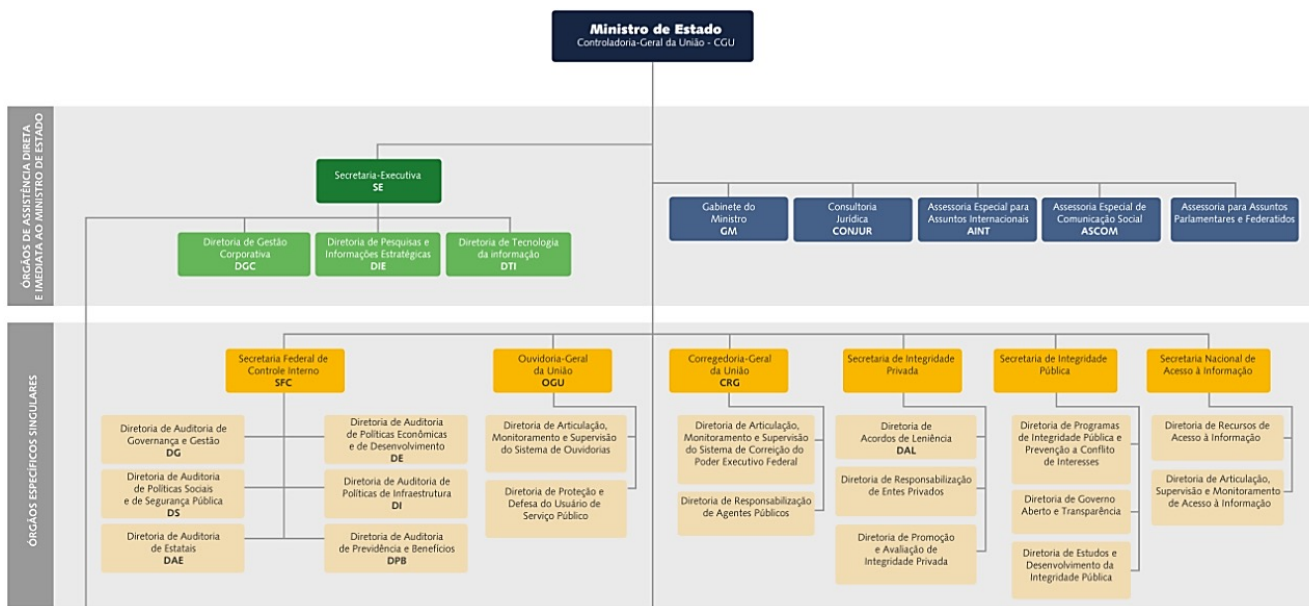 Ministro de Estado
Controladoria-Geral da União - CGU
ÓRGÃOS DE ASSISTÊNCIA DIRETA
E IMEDIATA AO MINISTRO DE ESTADO
Secretaria-Executiva
SE
Diretoria de Gestão
Corporativa
DGC
Diretoria de Pesquisas e
Informações Estratégicas
DIE
Diretoria de Tecnologia
da informação
DTI
Gabinete do
Ministro
GM
Consultoria
Jurídica
CONJUR
Assessoria Especial para
Assuntos Internacionais
AINT
Assessoria Especial de
Comunicação Social
ASCOM
Assessoria para Assuntos
Parlamentares e Federatidos
ÓRGÃOS ESPECÍFICOS SINGULARES
Secretaria Federal de
Controle Interno
SFC
Diretoria de Auditoria de
Governança e Gestão
DG
Diretoria de Auditoria
de Políticas Econômicas
e de Desenvolvimento
DE
Diretoria de Auditoria
de Políticas Sociais
e de Segurança Pública
DS
Diretoria de Auditoria de
Políticas de Infraestrutura
DI
Diretoria de Auditoria
de Estatais
DAE
Diretoria de Auditoria
de Previdência e Benefícios
DPB
Ouvidoria-Geral
da União
OGU
Diretoria de Articulação,
Monitoramento e Supervisão
do Sistema de Ouvidorias
Diretoria de Proteção e
Defesa do Usuário de
Serviço Público
Corregedoria-Geral
da União
CRG
Diretoria de Articulação,
Monitoramento e Supervisão
do Sistema de Correição do
Poder Executivo Federal
Diretoria de Responsabilização
de Agentes Públicos
Secretaria de Integridade
Privada
Diretoria de
Acordos de Leniência
DAL
Diretoria de Responsabilização
de Entes Privados
Diretoria de Promoção
e Avaliação de
Integridade Privada
Secretaria de Integridade
Pública
Diretoria de Programas
de Integridade Pública e
Prevenção a Conflito
de Interesses
Diretoria de Governo
Aberto e Transparência
Diretoria de Estudos e
Desenvolvimento da
Integridade Pública
Secretaria Nacional de
Acesso à Informação
Diretoria de Recursos de
Acesso à Informação
Diretoria de Articulação,
Supervisão e Monitoramento
de Acesso à Informação